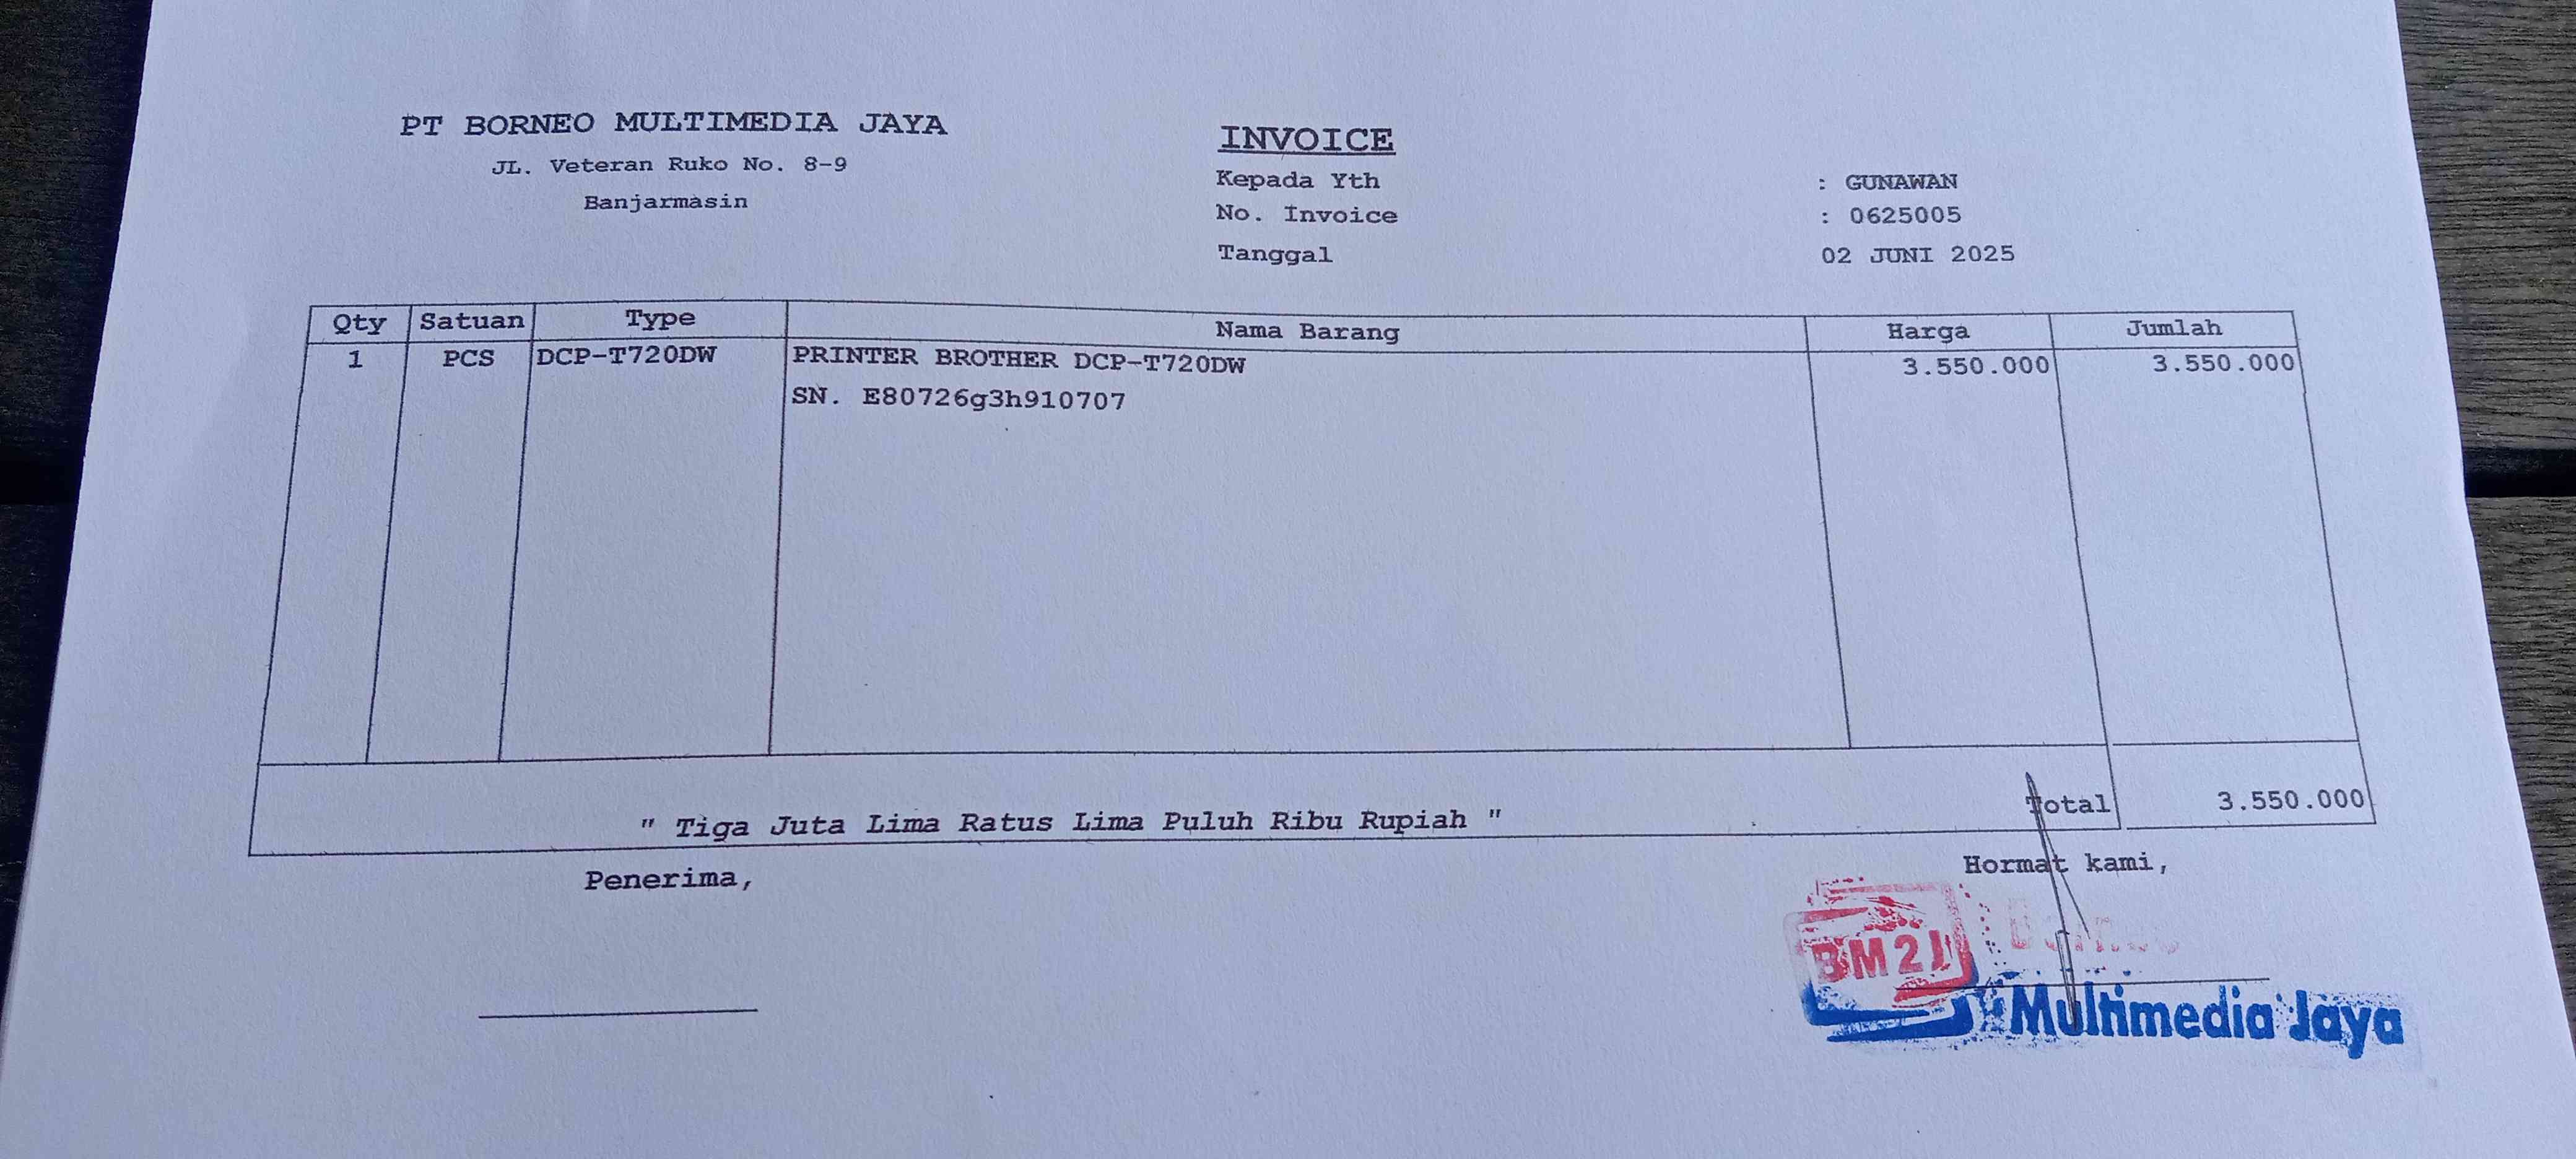 PT BORNEO MULTIMEDIA JAYA
JL. Veteran Ruko No. 8-9
Banjarmasin
INVOICE
Kepada Yth : GUNAWAN
No. Invoice : 0625005
Tanggal 02 JUNI 2025
Qty Satuan Type Nama Barang Harga Jumlah
1 PCS DCP-T720DW PRINTER BROTHER DCP-T720DW 3.550.000 3.550.000
SN. E80726g3h910707
" Tiga Juta Lima Ratus Lima Puluh Ribu Rupiah " Total 3.550.000
Penerima, Hormat kami,
BM2J Borneo
Multimedia Jaya